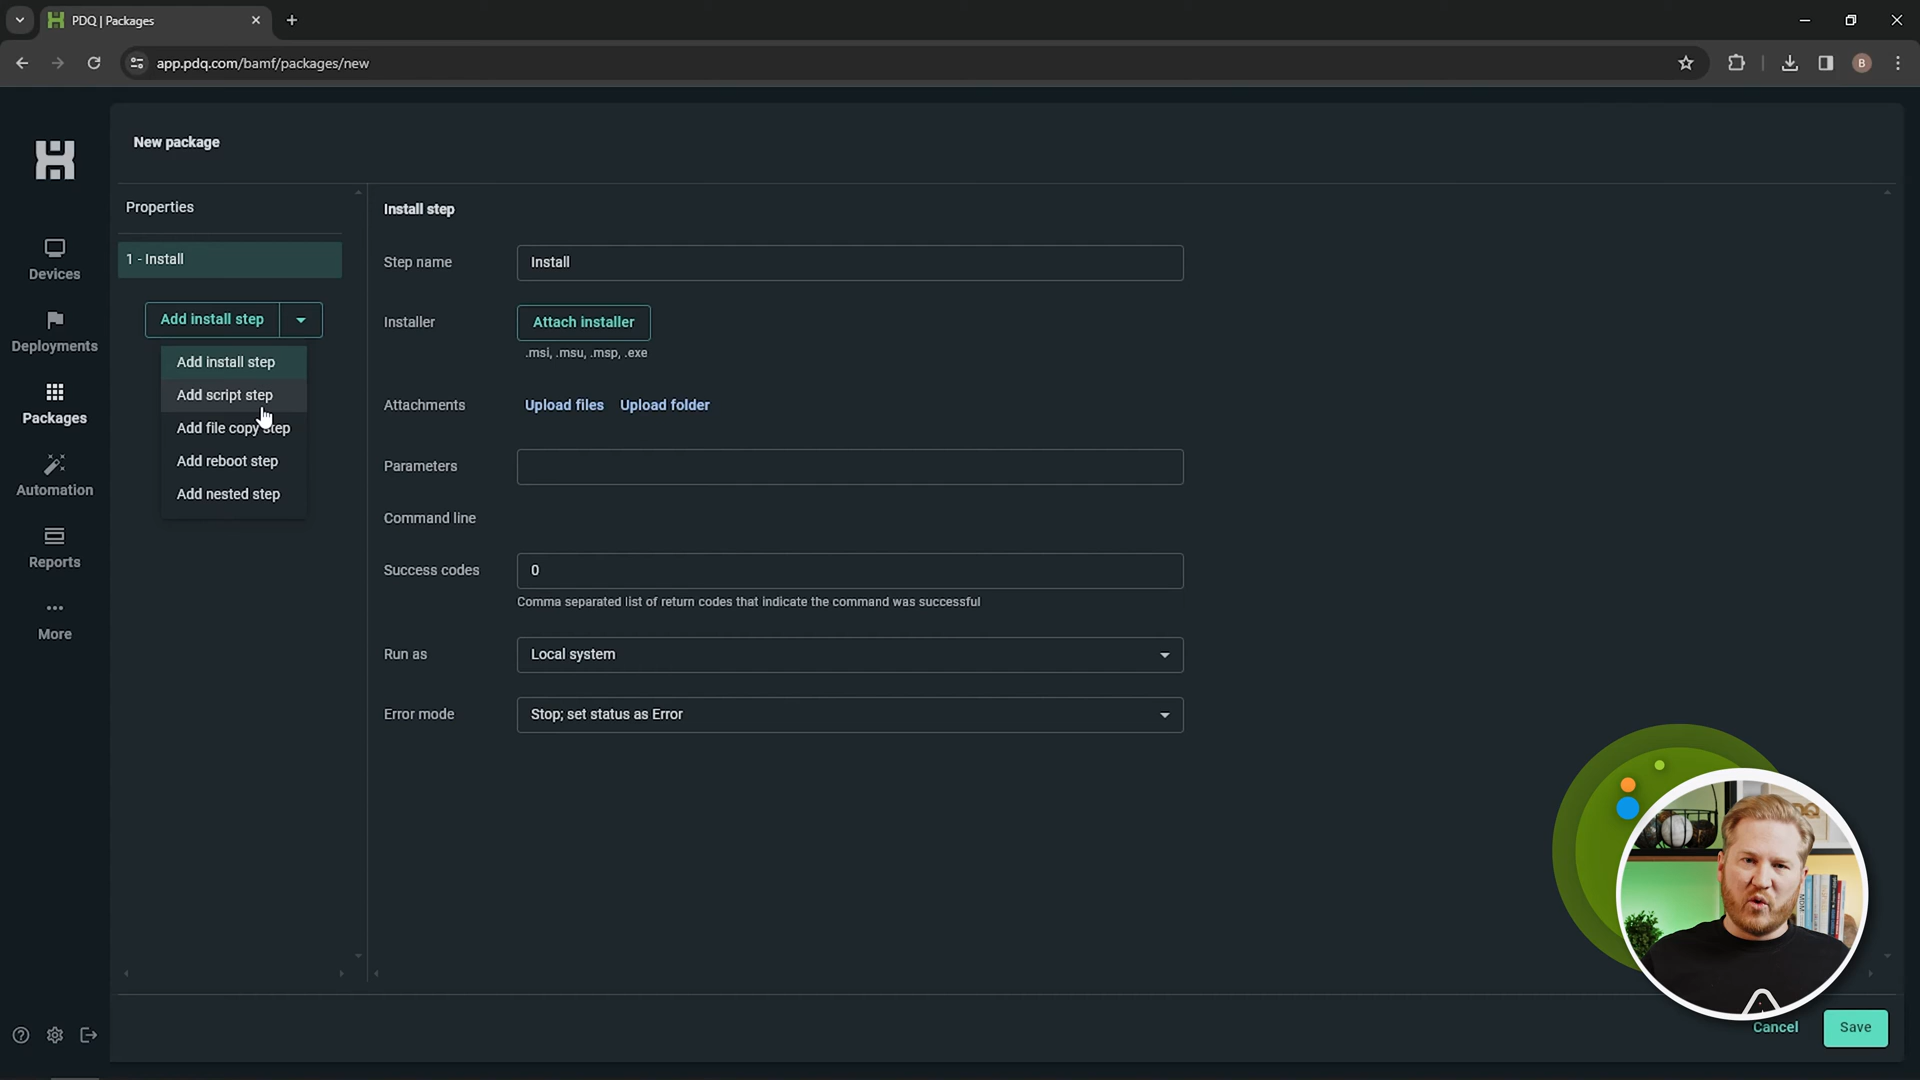 PDQ | Packages
app.pdq.com/bamf/packages/new
B
New package
Devices
Deployments
Packages
Automation
Reports
More
Properties
1 - Install
Add install step
Add install step
Add script step
Add file copy step
Add reboot step
Add nested step
Install step
Step name
Install
Installer
Attach installer
.msi, .msu, .msp, .exe
Attachments
Upload files
Upload folder
Parameters
Command line
Success codes
0
Comma separated list of return codes that indicate the command was successful
Run as
Local system
Error mode
Stop; set status as Error
Cancel
Save